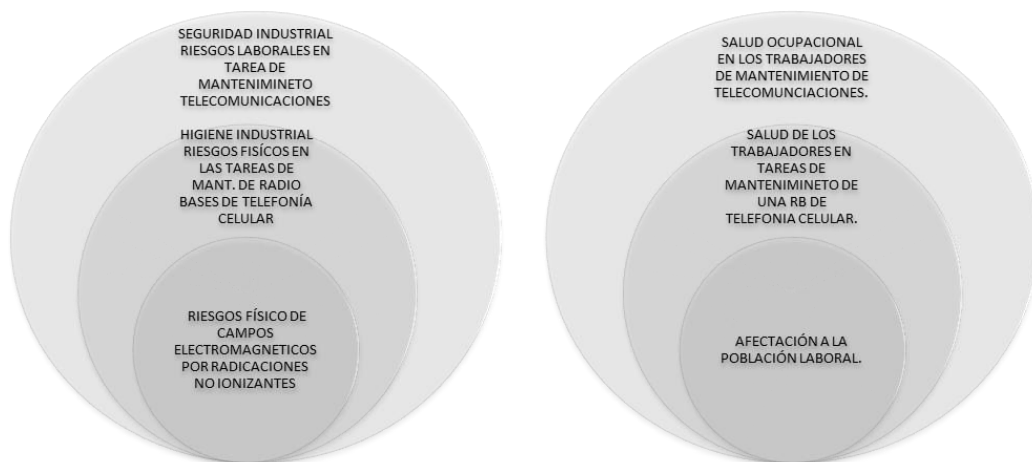 SEGURIDAD INDUSTRIAL
RIESGOS LABORALES EN
TAREA DE
MANTENIMINETO
TELECOMUNICACIONES
HIGIENE INDUSTRIAL
RIESGOS FISÍCOS EN
LAS TAREAS DE
MANT. DE RADIO
BASES DE TELEFONÍA
CELULAR
RIESGOS FÍSICO DE
CAMPOS
ELECTROMAGNETICOS
POR RADICACIONES
NO IONIZANTES
SALUD OCUPACIONAL
EN LOS TRABAJADORES
DE MANTENIMIENTO DE
TELECOMUNCIACIONES.
SALUD DE LOS
TRABAJADORES EN
TAREAS DE
MANTENIMINETO DE
UNA RB DE
TELEFONIA CELULAR.
AFECTACIÓN A LA
POBLACIÓN LABORAL.